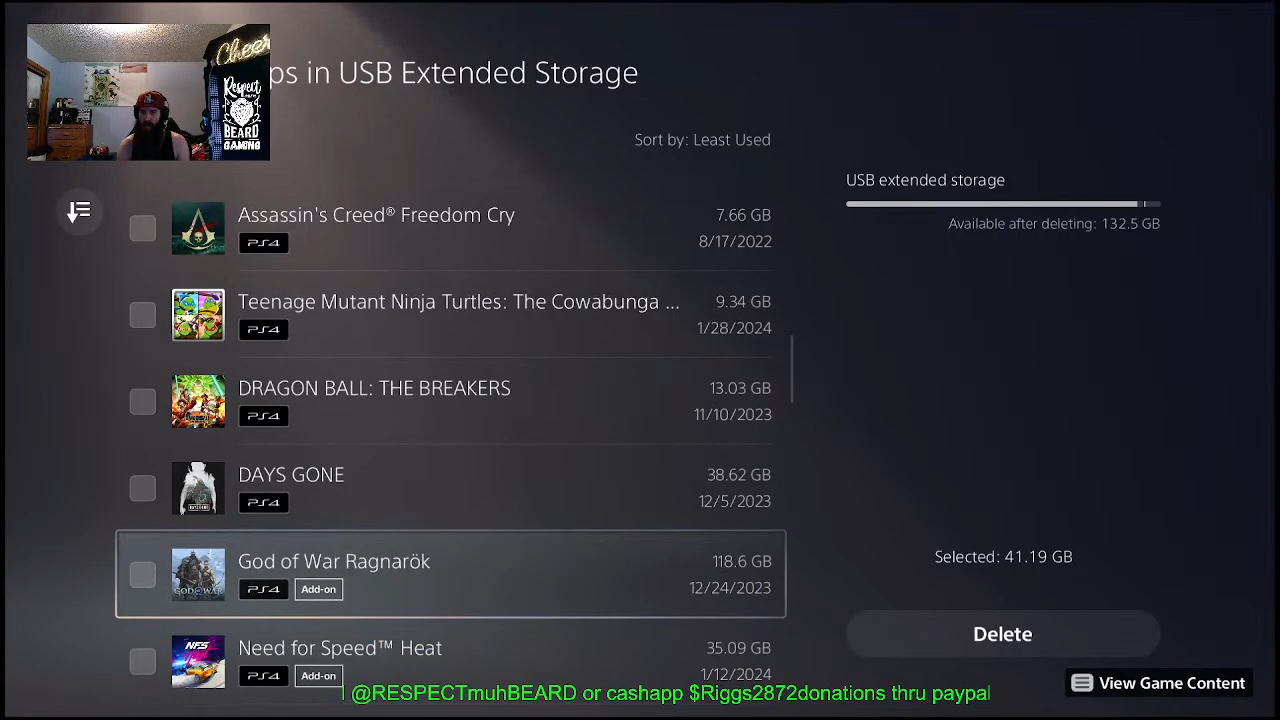 Cheers
Respect
BEARD
GAMING
ps in USB Extended Storage
Sort by: Least Used
USB extended storage
Available after deleting: 132.5 GB
Assassin's Creed® Freedom Cry
7.66 GB
PS4
8/17/2022
Teenage Mutant Ninja Turtles: The Cowabunga ...
9.34 GB
PS4
1/28/2024
DRAGON BALL: THE BREAKERS
13.03 GB
PS4
11/10/2023
DAYS GONE
38.62 GB
PS4
12/5/2023
God of War Ragnarök
118.6 GB
PS4 Add-on
12/24/2023
Selected: 41.19 GB
Delete
Need for Speed™ Heat
35.09 GB
PS4 Add-on
1/12/2024
View Game Content
@RESPECTmuhBEARD or cashapp $Riggs2872donations thru paypal